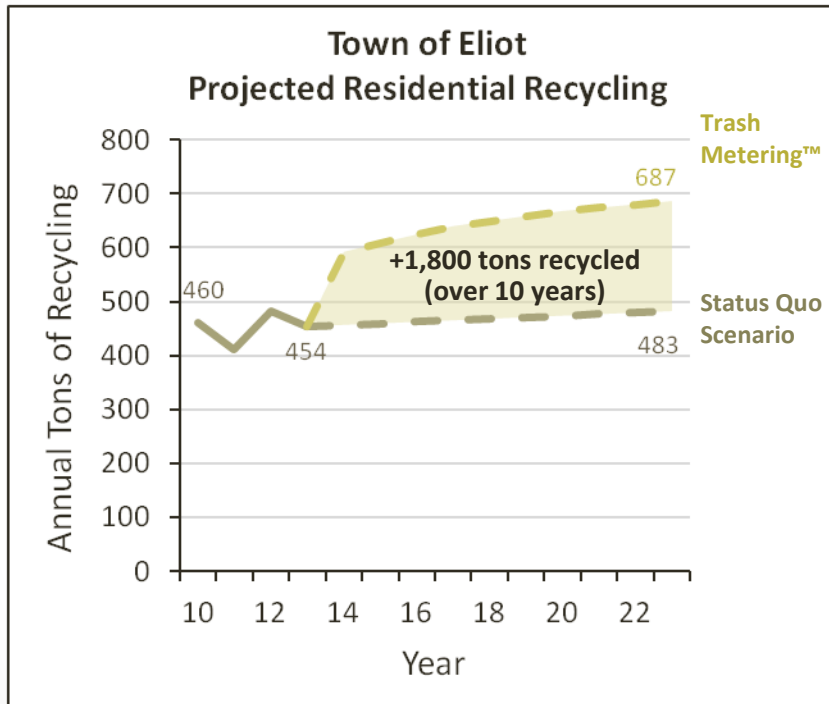 Town of Eliot
Projected Residential Recycling
Trash
Metering™
800
700
600
500
400
300
200
100
0
Annual Tons of Recycling
687
+1,800 tons recycled
(over 10 years)
460
454
483
Status Quo
Scenario
10 12 14 16 18 20 22
Year